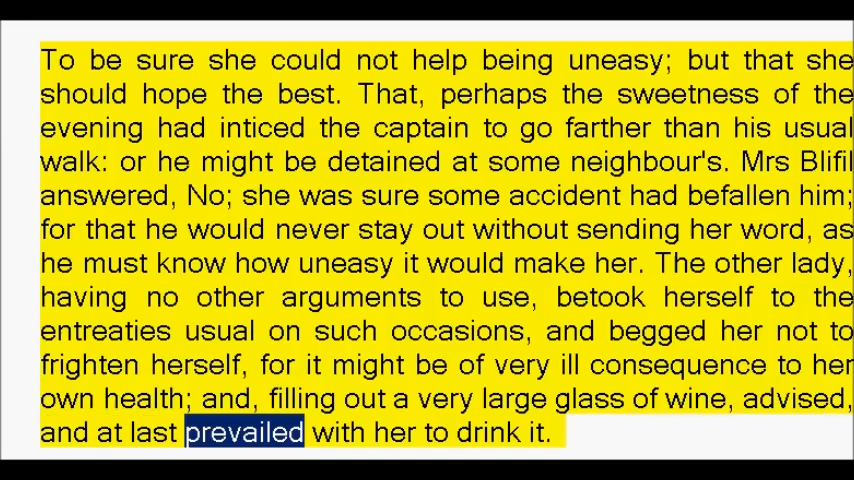 To be sure she could not help being uneasy; but that she
should hope the best. That, perhaps the sweetness of the
evening had inticed the captain to go farther than his usual
walk: or he might be detained at some neighbour's. Mrs Blifil
answered, No; she was sure some accident had befallen him;
for that he would never stay out without sending her word, as
he must know how uneasy it would make her. The other lady,
having no other arguments to use, betook herself to the
entreaties usual on such occasions, and begged her not to
frighten herself, for it might be of very ill consequence to her
own health; and, filling out a very large glass of wine, advised,
and at last prevailed with her to drink it.